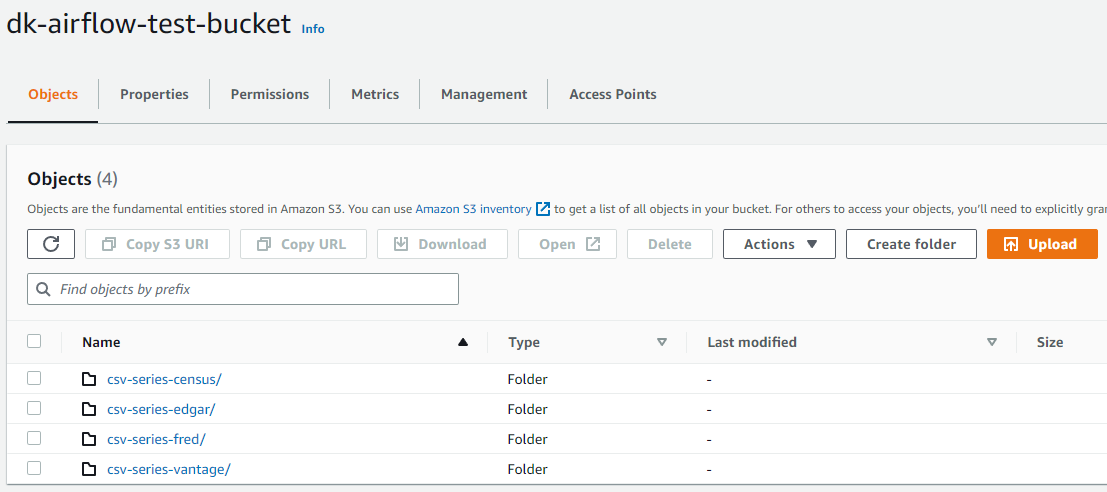 dk-airflow-test-bucket Info
Objects Properties Permissions Metrics Management Access Points
Objects (4)
Objects are the fundamental entities stored in Amazon S3. You can use Amazon S3 inventory to get a list of all objects in your bucket. For others to access your objects, you'll need to explicitly gran
Copy S3 URI Copy URL Download Open Delete Actions Create folder Upload
Find objects by prefix
Name Type Last modified Size
csv-series-census/ Folder -
csv-series-edgar/ Folder -
csv-series-fred/ Folder -
csv-series-vantage/ Folder -